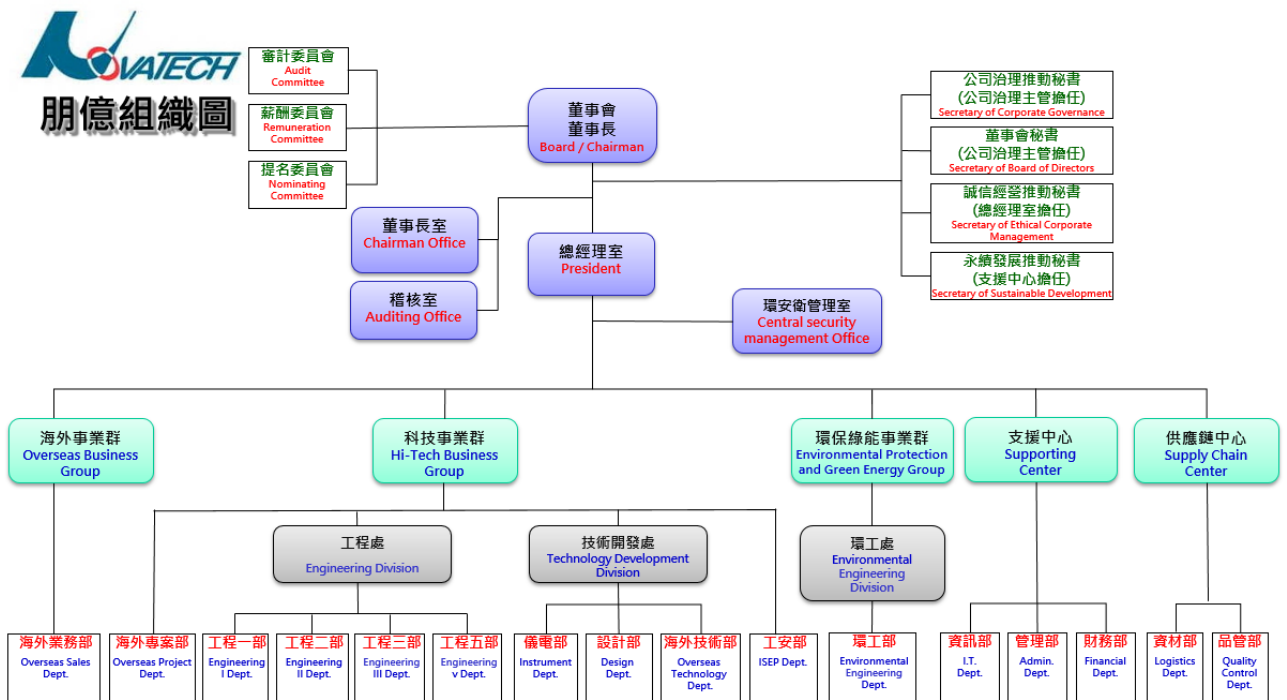 NOVATECH
朋億組織圖
審計委員會
Audit
Committee
薪酬委員會
Remuneration
Committee
提名委員會
Nominating
Committee
董事會
董事長
Board / Chairman
公司治理推動秘書
(公司治理主管擔任)
Secretary of Corporate Governance
董事會秘書
(公司治理主管擔任)
Secretary of Board of Directors
誠信經營推動秘書
(總經理室擔任)
Secretary of Ethical Corporate
Management
永續發展推動秘書
(支援中心擔任)
Secretary of Sustainable Development
董事長室
Chairman Office
總經理室
President
稽核室
Auditing Office
環安衛管理室
Central security
management Office
海外事業群
Overseas Business
Group
科技事業群
Hi-Tech Business
Group
環保綠能事業群
Environmental Protection
and Green Energy Group
支援中心
Supporting
Center
供應鏈中心
Supply Chain
Center
工程處
Engineering Division
技術開發處
Technology Development
Division
環工處
Environmental
Engineering
Division
海外業務部
Overseas Sales
Dept.
海外專案部
Overseas Project
Dept.
工程一部
Engineering
I Dept.
工程二部
Engineering
II Dept.
工程三部
Engineering
III Dept.
工程五部
Engineering
v Dept.
儀電部
Instrument
Dept.
設計部
Design
Dept.
海外技術部
Overseas
Technology
Dept.
工安部
ISEP Dept.
環工部
Environmental
Engineering
Dept.
資訊部
I.T.
Dept.
管理部
Admin.
Dept.
財務部
Financial
Dept.
資材部
Logistics
Dept.
品管部
Quality
Control
Dept.